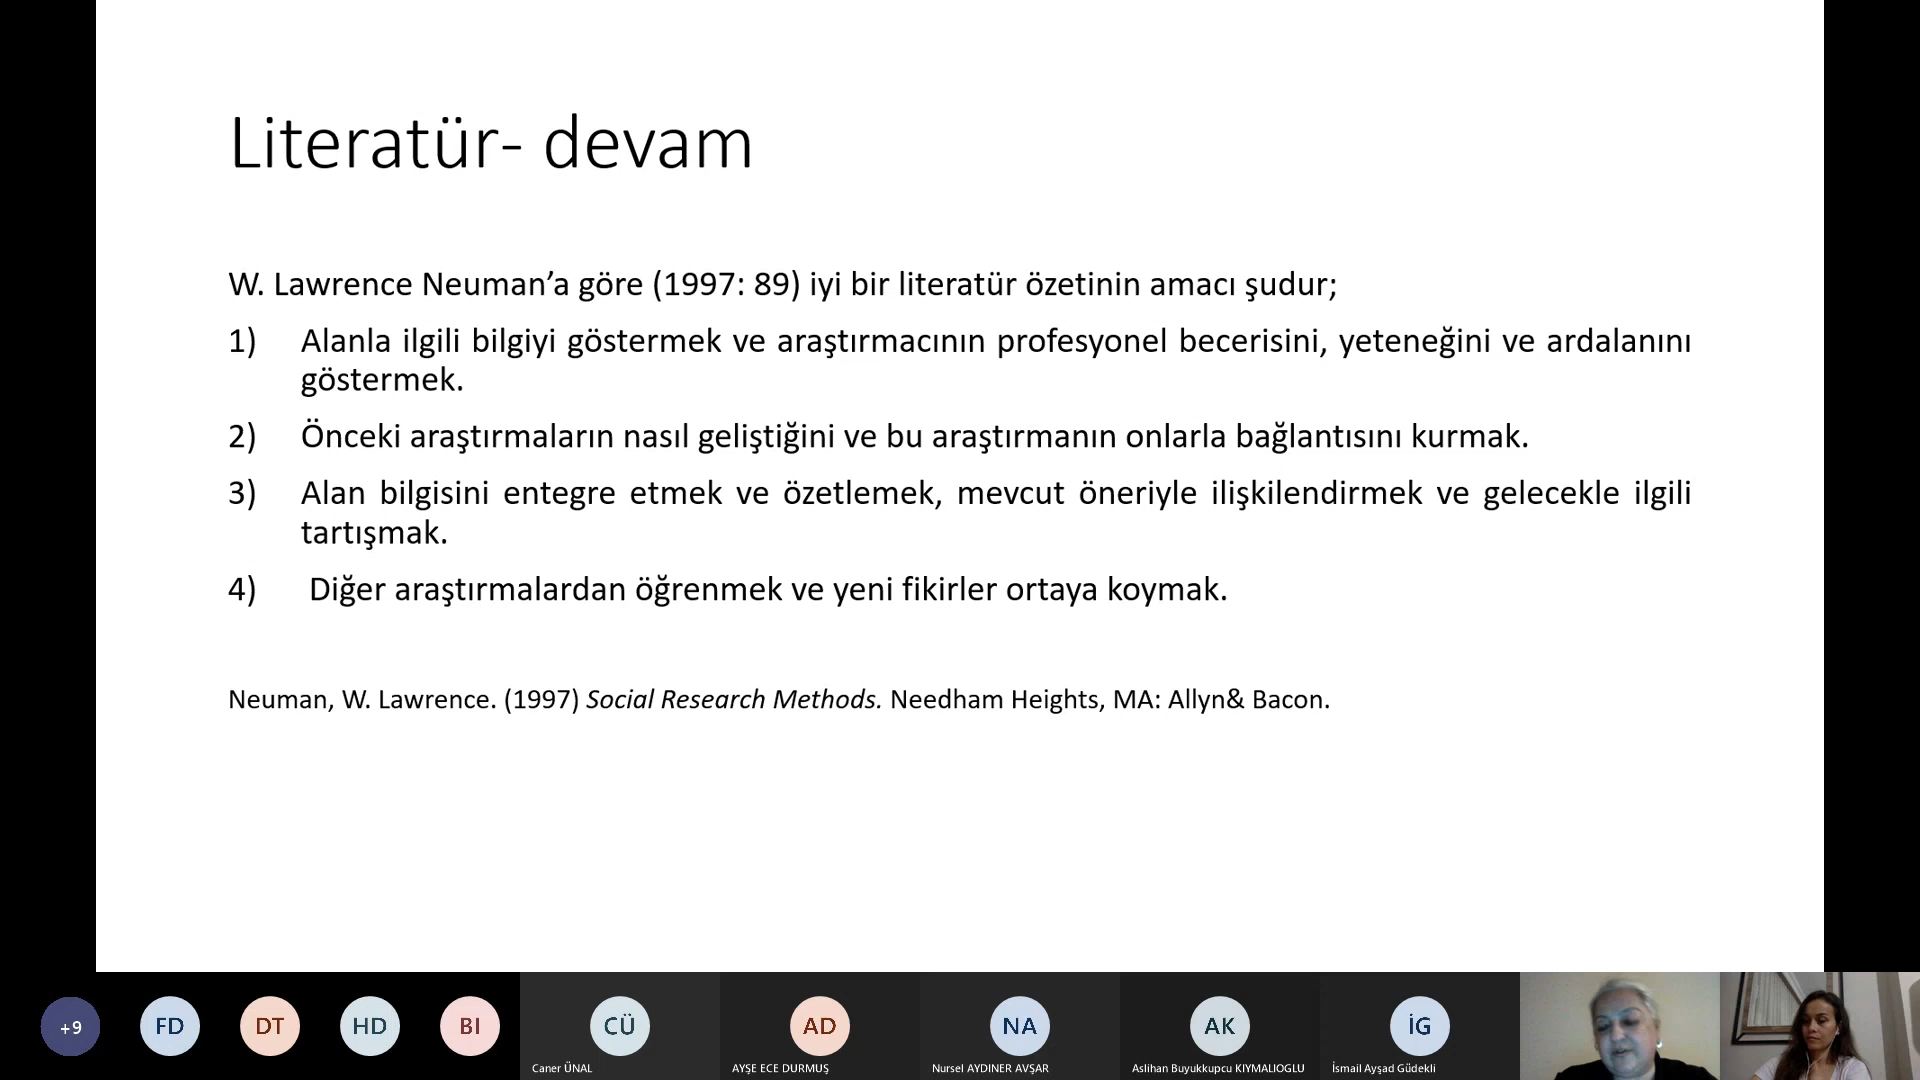 Literatür- devam
W. Lawrence Neuman’a göre (1997: 89) iyi bir literatür özetinin amacı şudur;
1) Alanla ilgili bilgiyi göstermek ve araştırmacının profesyonel becerisini, yeteneğini ve ardalanını
göstermek.
2) Önceki araştırmaların nasıl geliştiğini ve bu araştırmanın onlarla bağlantısını kurmak.
3) Alan bilgisini entegre etmek ve özetlemek, mevcut öneriyle ilişkilendirmek ve gelecekle ilgili
tartışmak.
4) Diğer araştırmalardan öğrenmek ve yeni fikirler ortaya koymak.
Neuman, W. Lawrence. (1997) Social Research Methods. Needham Heights, MA: Allyn& Bacon.
+9 FD DT HD BI CÜ AD NA AK İG
Caner ÜNAL AYŞE ECE DURMUŞ Nursel AYDINER AVŞAR Aslihan Buyukkupcu KIYMALIOGLU İsmail Ayşad Güdekli